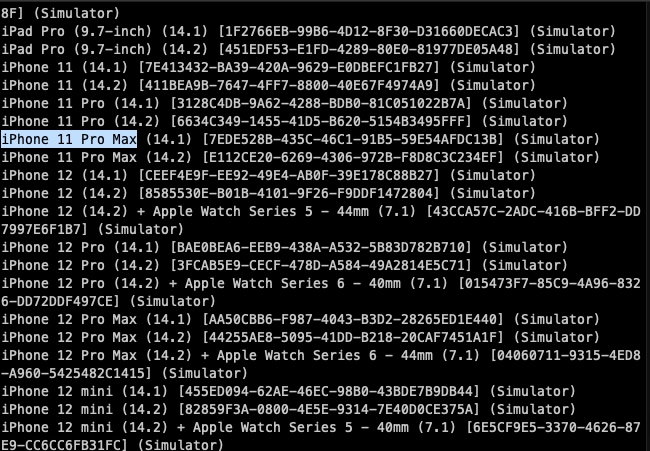 8F] (Simulator)
iPad Pro (9.7-inch) (14.1) [1F2766EB-99B6-4D12-8F30-D31660DECAC3] (Simulator)
iPad Pro (9.7-inch) (14.2) [451EDF53-E1FD-4289-80E0-81977DE05A48] (Simulator)
iPhone 11 (14.1) [7E413432-BA39-420A-9629-E0DBEFC1FB27] (Simulator)
iPhone 11 (14.2) [411BEA9B-7647-4FF7-8800-40E67F4974A9] (Simulator)
iPhone 11 Pro (14.1) [3128C4DB-9A62-4288-BDB0-81C051022B7A] (Simulator)
iPhone 11 Pro (14.2) [6634C349-1455-41D5-B620-5154B3495FFF] (Simulator)
iPhone 11 Pro Max (14.1) [7EDE528B-435C-46C1-91B5-59E54AFDC13B] (Simulator)
iPhone 11 Pro Max (14.2) [E112CE20-6269-4306-972B-F8D8C3C234EF] (Simulator)
iPhone 12 (14.1) [CEEF4E9F-EE92-49E4-AB0F-39E178C88B27] (Simulator)
iPhone 12 (14.2) [8585530E-B01B-4101-9F26-F9DDF1472804] (Simulator)
iPhone 12 (14.2) + Apple Watch Series 5 - 44mm (7.1) [43CCA57C-2ADC-416B-BFF2-DD
7997E6F1B7] (Simulator)
iPhone 12 Pro (14.1) [BAE0BEA6-EEB9-438A-A532-5B83D782B710] (Simulator)
iPhone 12 Pro (14.2) [3FCAB5E9-CECF-478D-A584-49A2814E5C71] (Simulator)
iPhone 12 Pro (14.2) + Apple Watch Series 6 - 40mm (7.1) [015473F7-85C9-4A96-832
6-DD72DDF497CE] (Simulator)
iPhone 12 Pro Max (14.1) [AA50CBB6-F987-4043-B3D2-28265ED1E440] (Simulator)
iPhone 12 Pro Max (14.2) [44255AE8-5095-41DD-B218-20CAF7451A1F] (Simulator)
iPhone 12 Pro Max (14.2) + Apple Watch Series 6 - 44mm (7.1) [04060711-9315-4ED8
-A960-5425482C1415] (Simulator)
iPhone 12 mini (14.1) [455ED094-62AE-46EC-98B0-43BDE7B9DB44] (Simulator)
iPhone 12 mini (14.2) [82859F3A-0800-4E5E-9314-7E40D0CE375A] (Simulator)
iPhone 12 mini (14.2) + Apple Watch Series 5 - 40mm (7.1) [6E5CF9E5-3370-4626-87
E9-CC6CC6FB31FC] (Simulator)